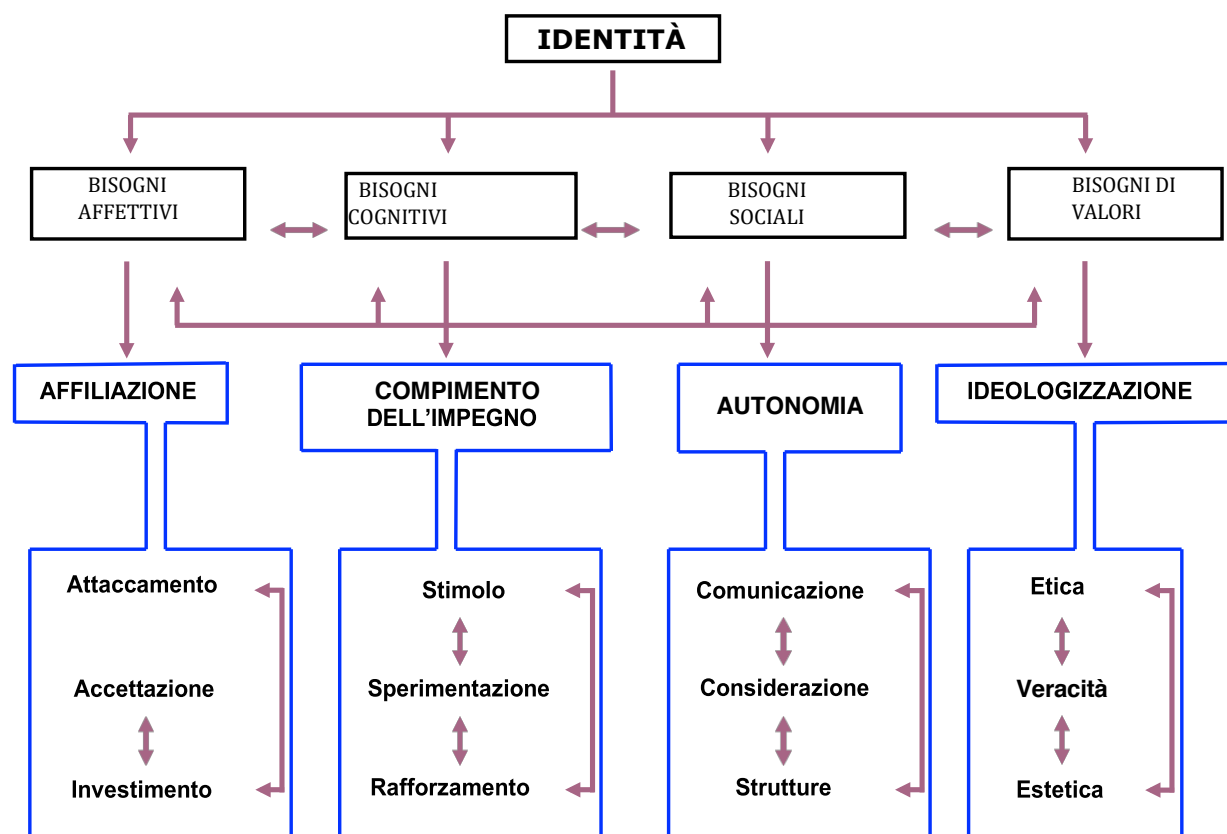 IDENTITÀ
BISOGNI
AFFETTIVI
BISOGNI
COGNITIVI
BISOGNI
SOCIALI
BISOGNI DI
VALORI
AFFILIAZIONE
COMPIMENTO
DELL'IMPEGNO
AUTONOMIA
IDEOLOGIZZAZIONE
Attaccamento
Accettazione
Investimento
Stimolo
Sperimentazione
Rafforzamento
Comunicazione
Considerazione
Strutture
Etica
Veracità
Estetica